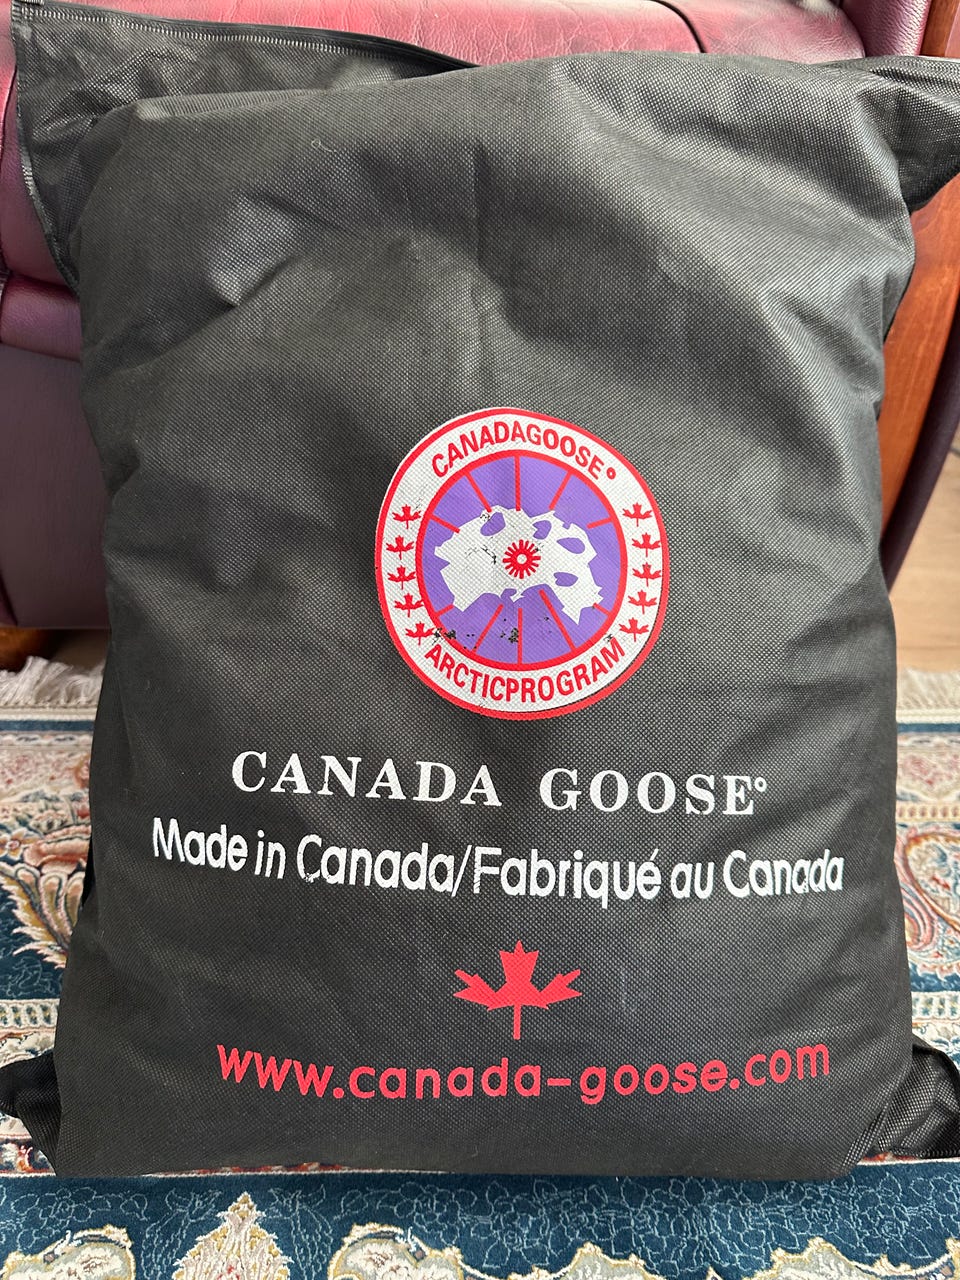 CANADAGOOSE°
ARCTICPROGRAM
CANADA GOOSE°
Made in Canada/Fabriqué au Canada
www.canada-goose.com